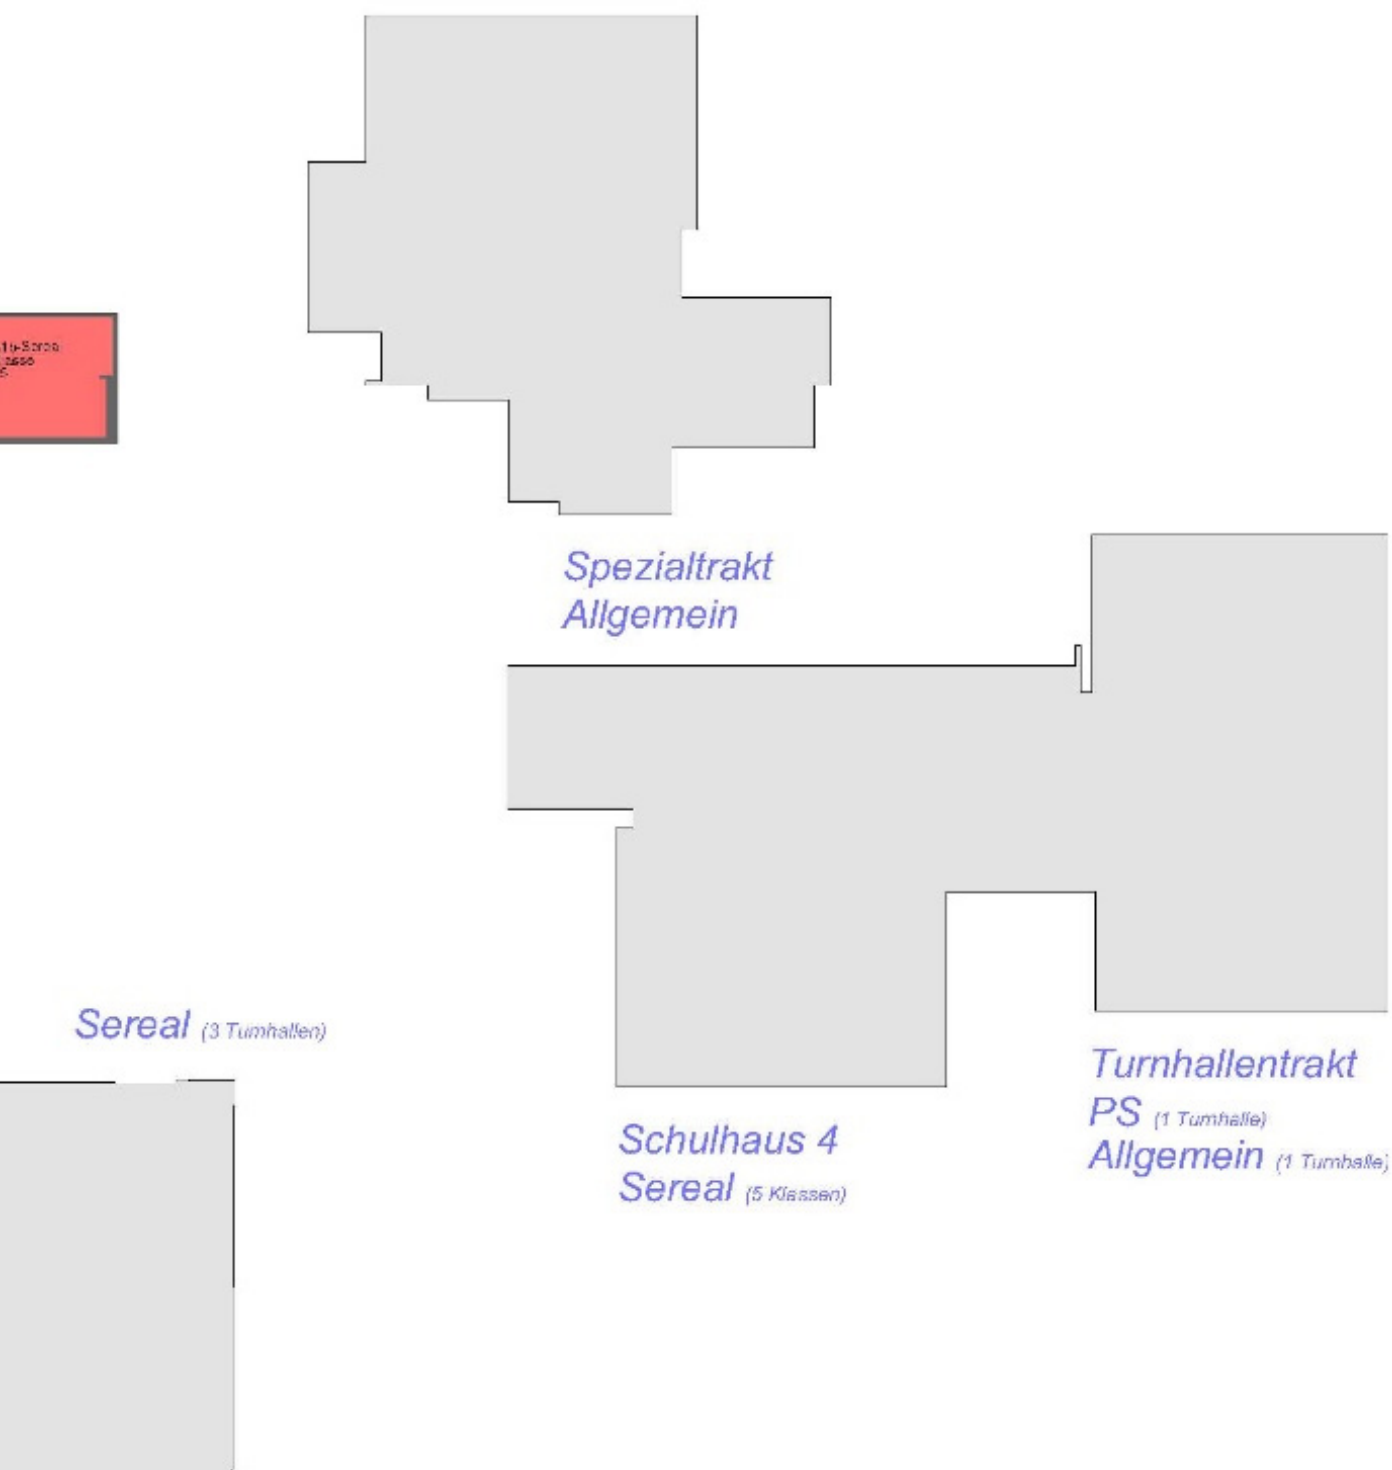 Spezialtrakt
Allgemein
Sereal (3 Turnhallen)
Turnhallentrakt
PS (1 Turnhalle)
Allgemein (1 Turnhalle)
Schulhaus 4
Sereal (5 Klassen)